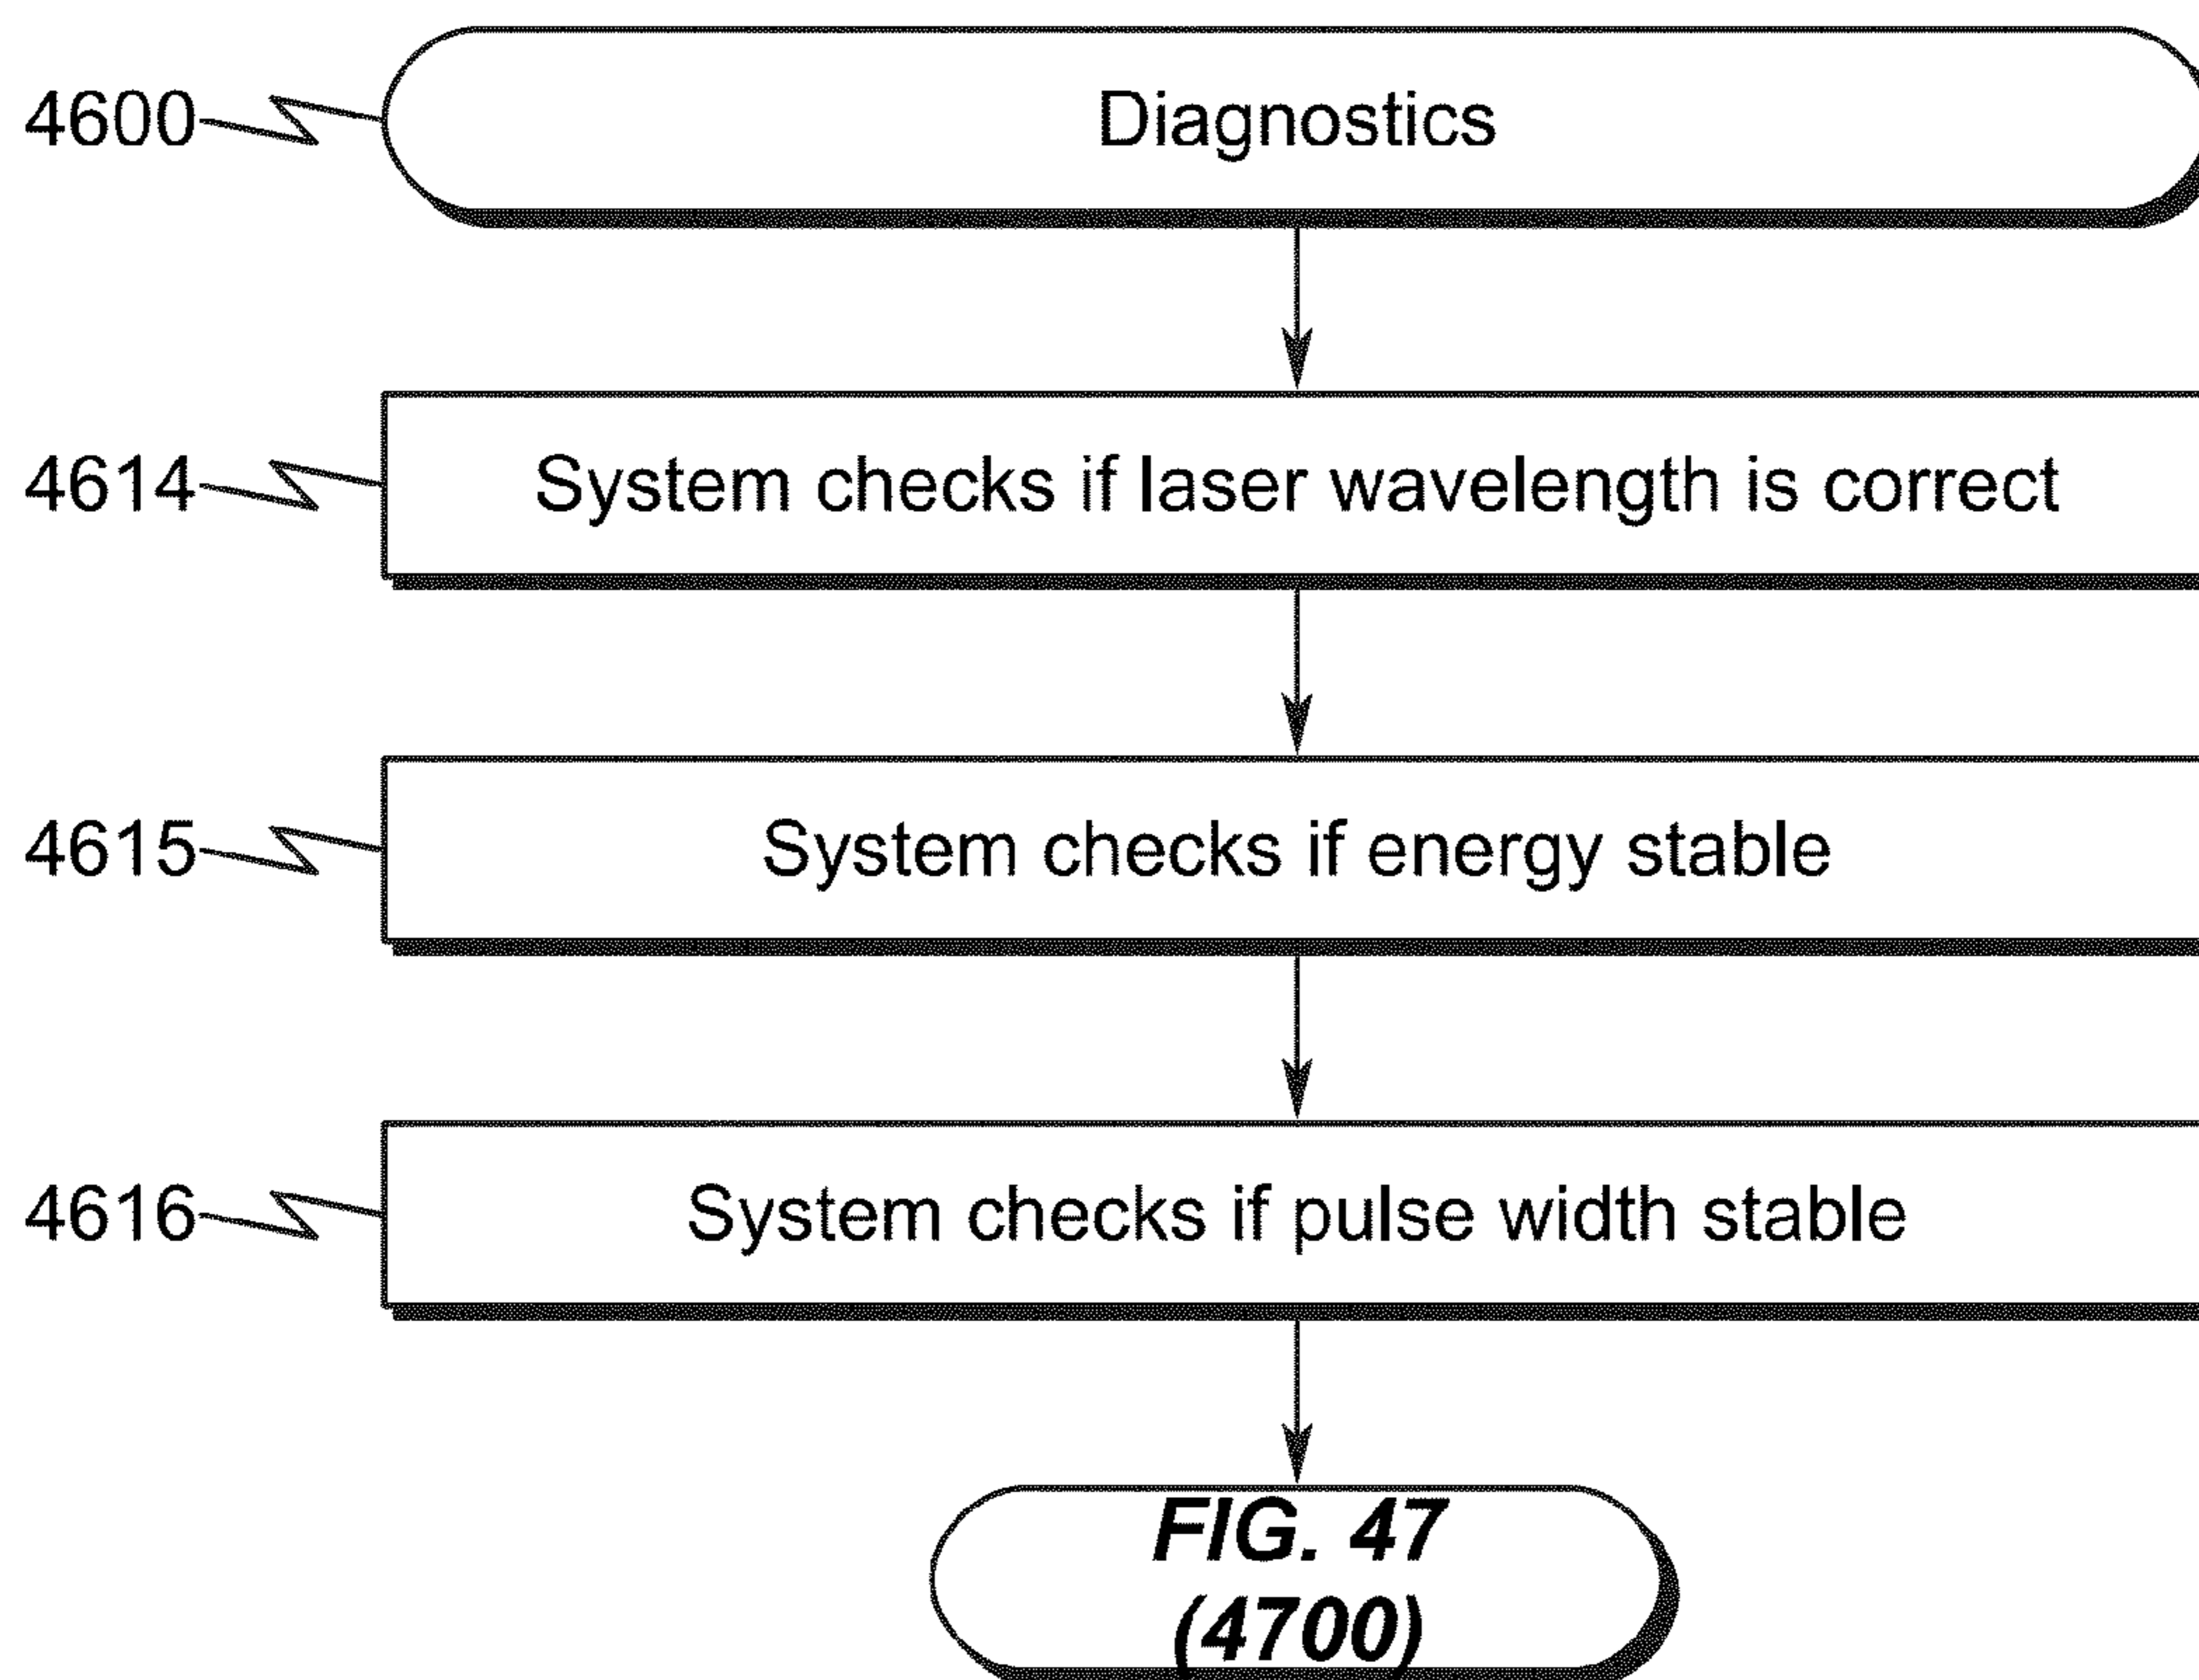 4600 Diagnostics
4614 System checks if laser wavelength is correct
4615 System checks if energy stable
4616 System checks if pulse width stable
FIG. 47
(4700)